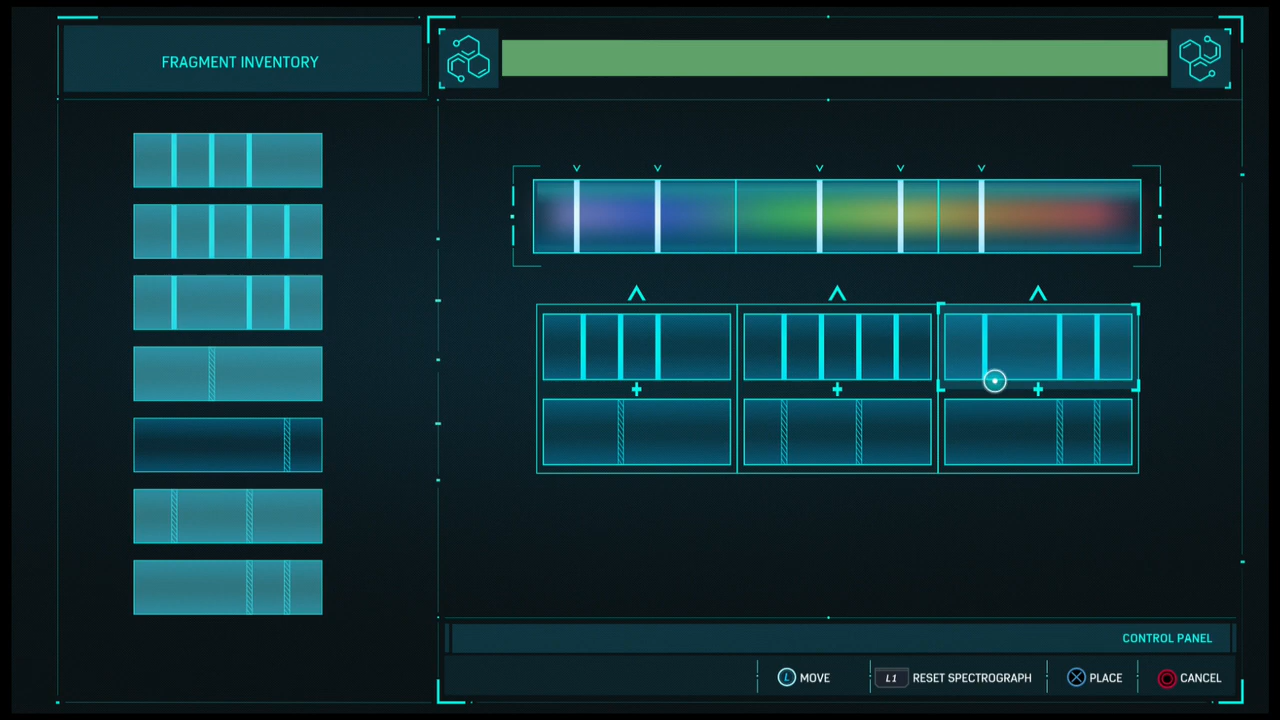 FRAGMENT INVENTORY
CONTROL PANEL
L MOVE
L1 RESET SPECTROGRAPH
PLACE
CANCEL